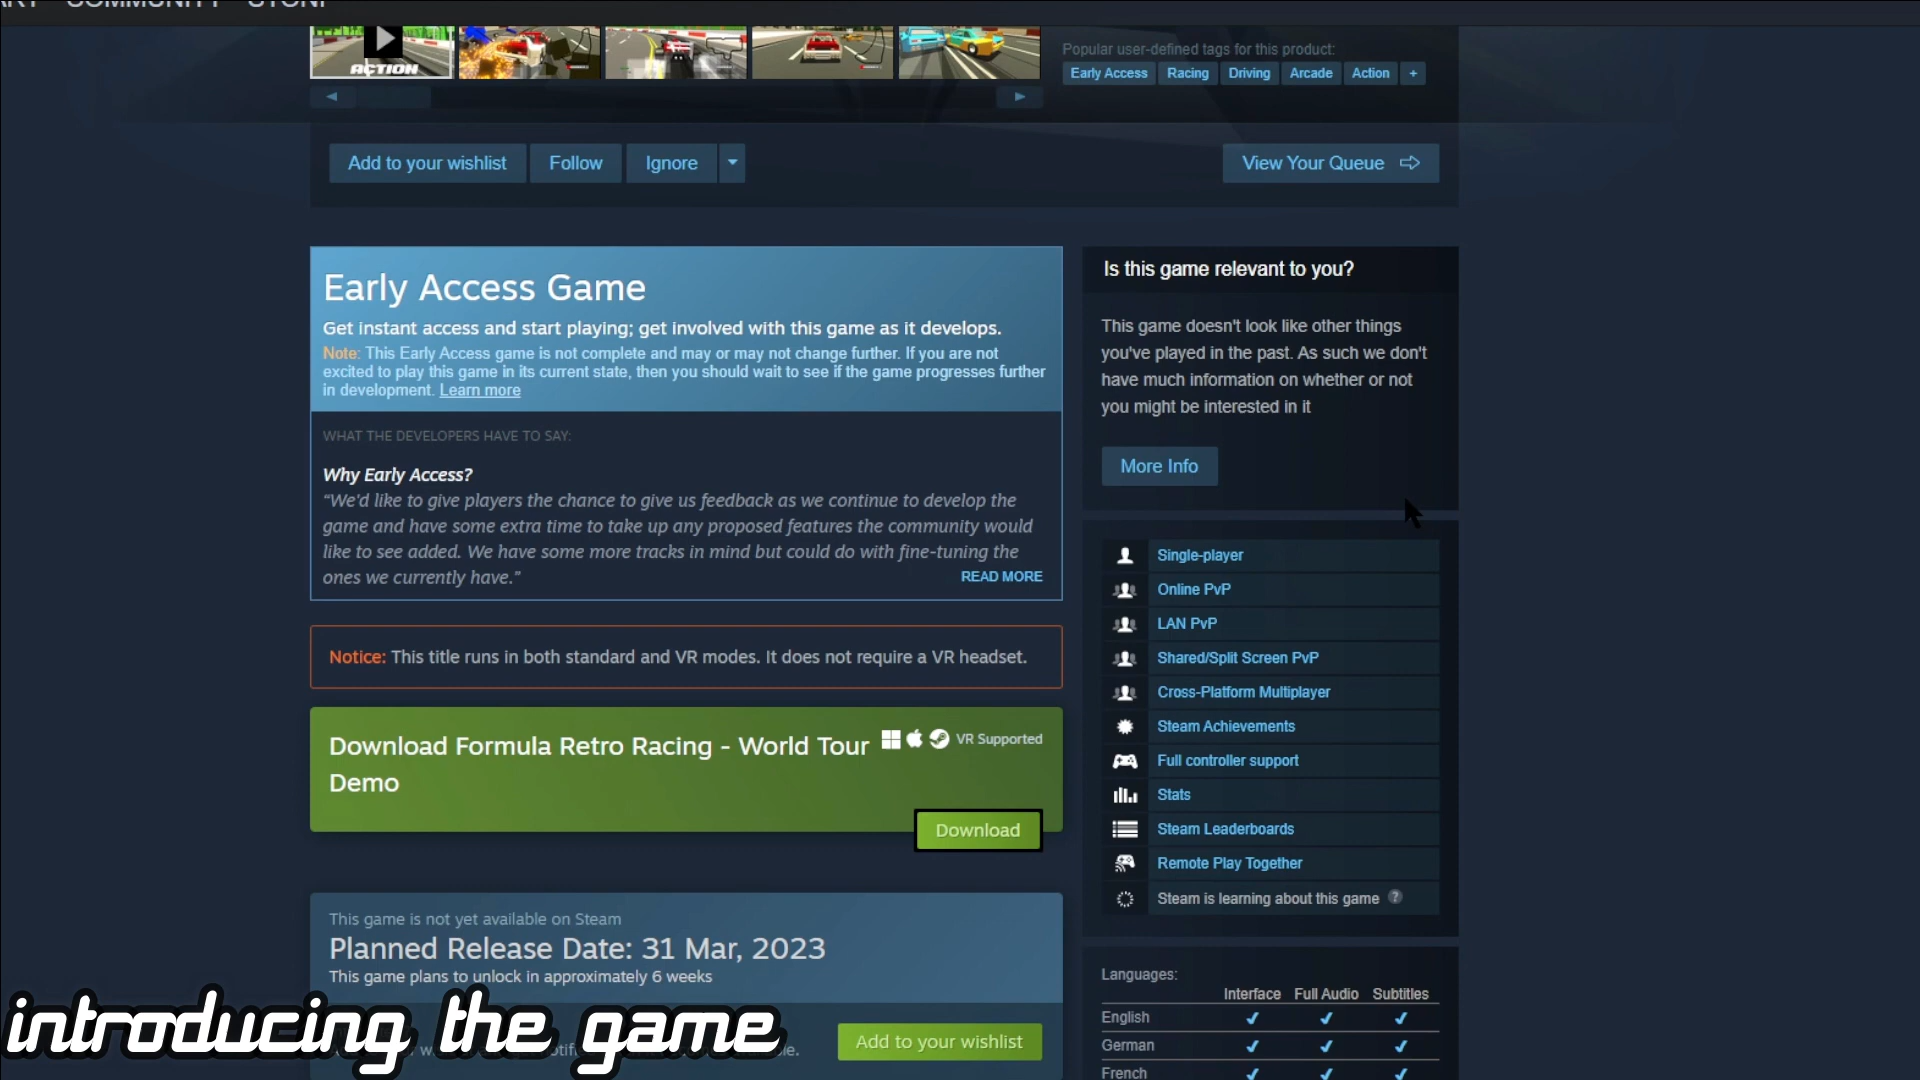 COMMUNITY
ACTION
Popular user-defined tags for this product:
Early Access Racing Driving Arcade Action +
Add to your wishlist Follow Ignore
View Your Queue
Early Access Game
Get instant access and start playing; get involved with this game as it develops.
Note: This Early Access game is not complete and may or may not change further. If you are not
excited to play this game in its current state, then you should wait to see if the game progresses further
in development. Learn more
WHAT THE DEVELOPERS HAVE TO SAY:
Why Early Access?
“We'd like to give players the chance to give us feedback as we continue to develop the
game and have some extra time to take up any proposed features the community would
like to see added. We have some more tracks in mind but could do with fine-tuning the
ones we currently have.”
READ MORE
Notice: This title runs in both standard and VR modes. It does not require a VR headset.
Download Formula Retro Racing - World Tour
Demo
VR Supported
Download
This game is not yet available on Steam
Planned Release Date: 31 Mar, 2023
This game plans to unlock in approximately 6 weeks
Add to your wishlist
introducing the game
Is this game relevant to you?
This game doesn't look like other things
you've played in the past. As such we don't
have much information on whether or not
you might be interested in it
More Info
Single-player
Online PvP
LAN PvP
Shared/Split Screen PvP
Cross-Platform Multiplayer
Steam Achievements
Full controller support
Stats
Steam Leaderboards
Remote Play Together
Steam is learning about this game ?
Languages:
Interface Full Audio Subtitles
English ✔ ✔ ✔
German ✔ ✔ ✔
French ✔ ✔ ✔